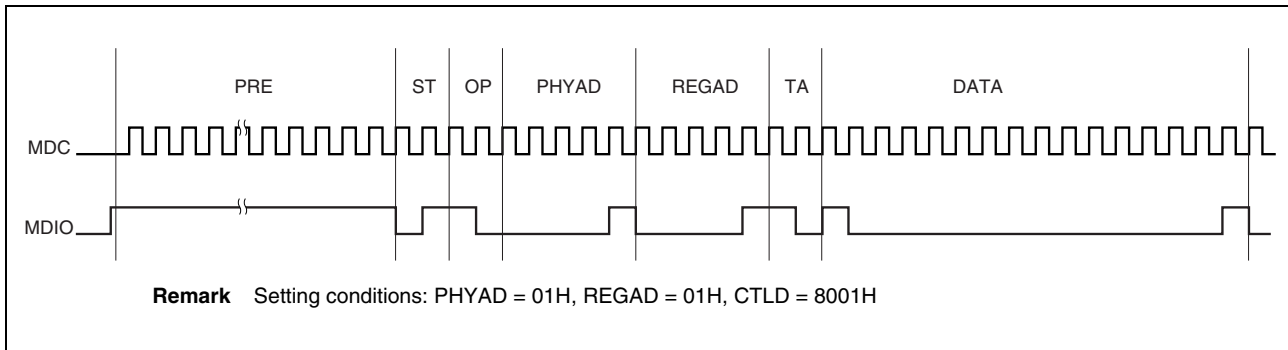 PRE ST OP PHYAD REGAD TA DATA
MDC
MDIO
Remark Setting conditions: PHYAD = 01H, REGAD = 01H, CTLD = 8001H